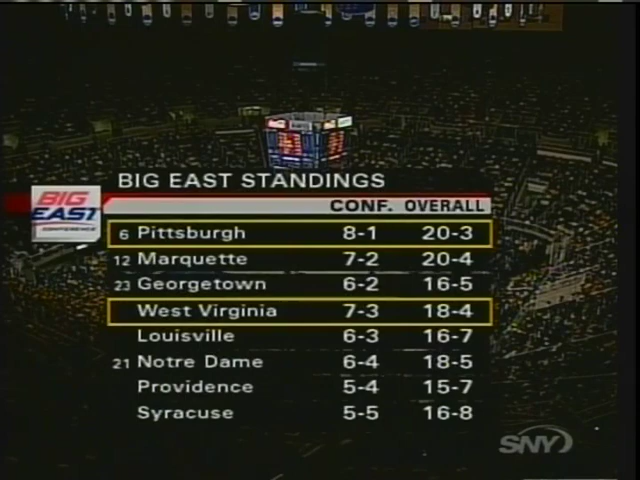 BIG EAST STANDINGS
BIG
EAST
CONFERENCE
CONF. OVERALL
6 Pittsburgh 8-1 20-3
12 Marquette 7-2 20-4
23 Georgetown 6-2 16-5
West Virginia 7-3 18-4
Louisville 6-3 16-7
21 Notre Dame 6-4 18-5
Providence 5-4 15-7
Syracuse 5-5 16-8
SNY